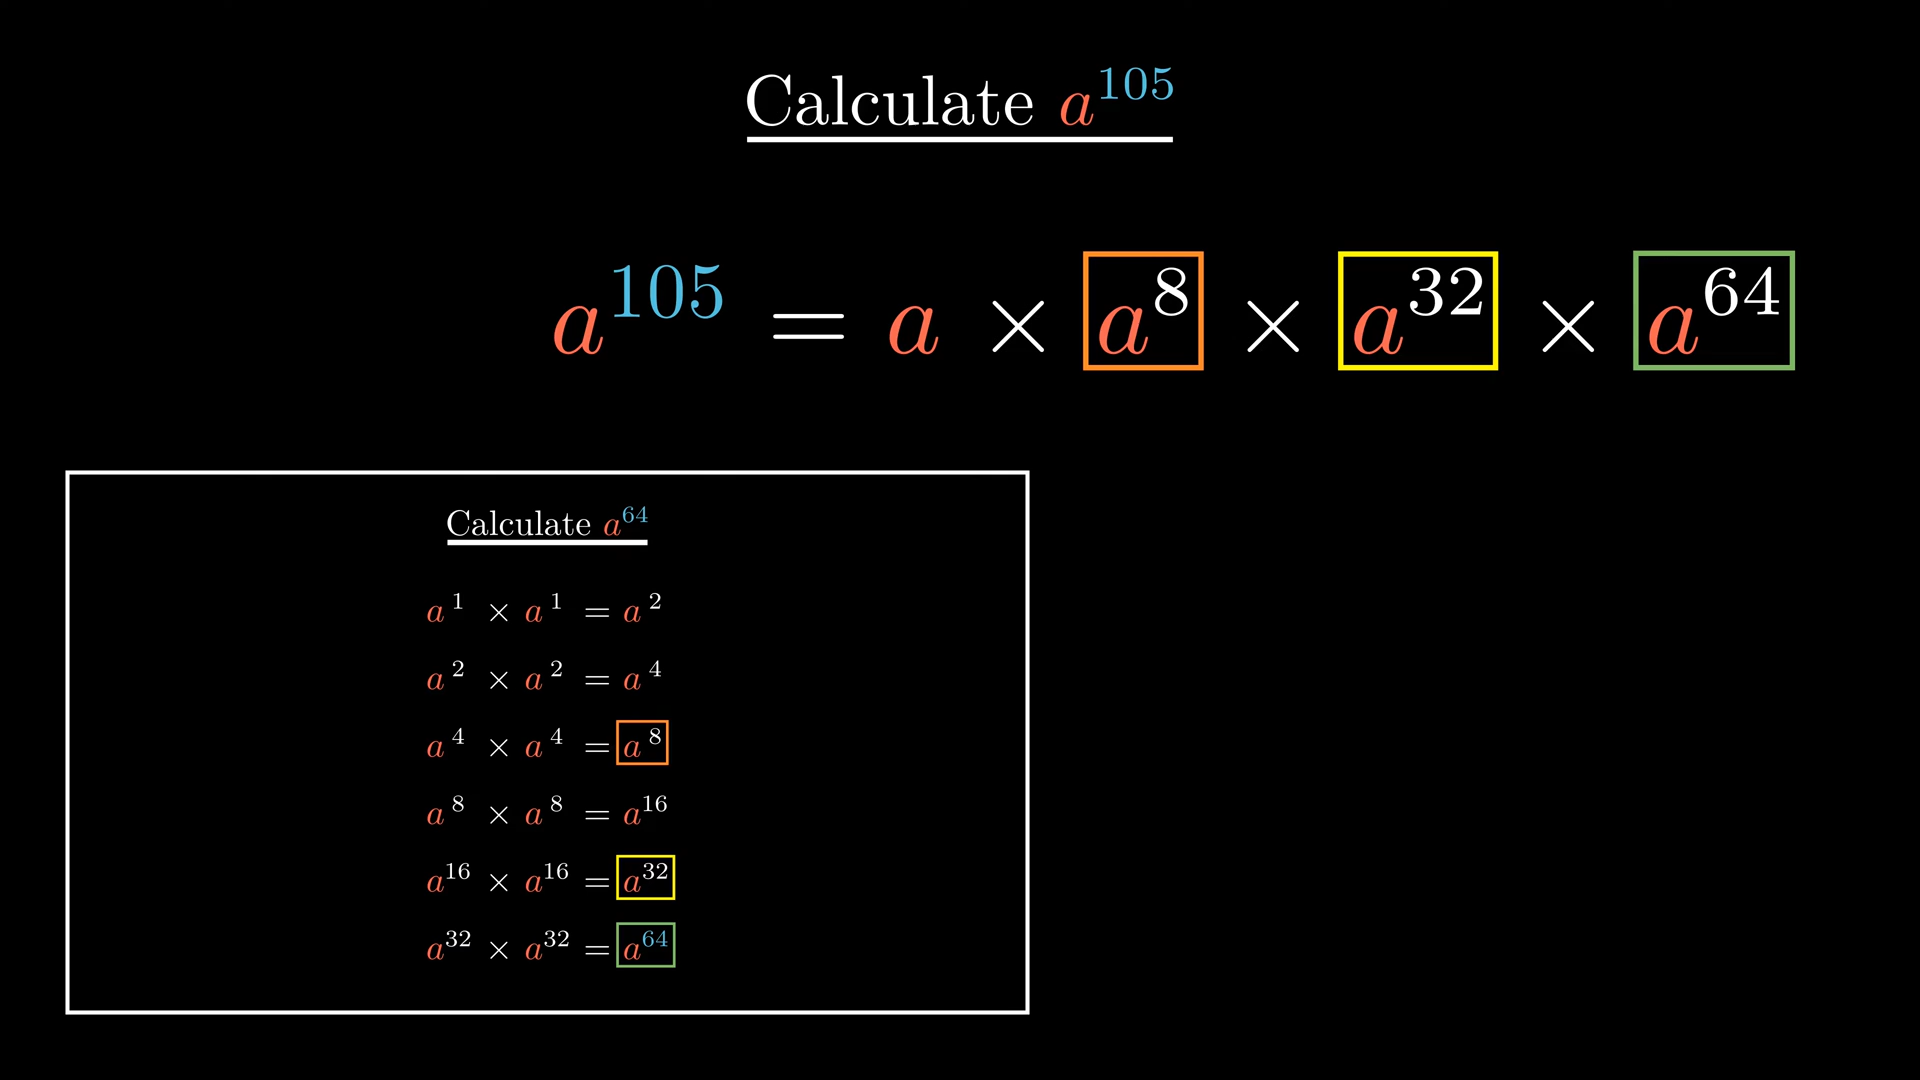 Calculate a^105
a^105 = a × a^8 × a^32 × a^64
Calculate a^64
a^1 × a^1 = a^2
a^2 × a^2 = a^4
a^4 × a^4 = a^8
a^8 × a^8 = a^16
a^16 × a^16 = a^32
a^32 × a^32 = a^64